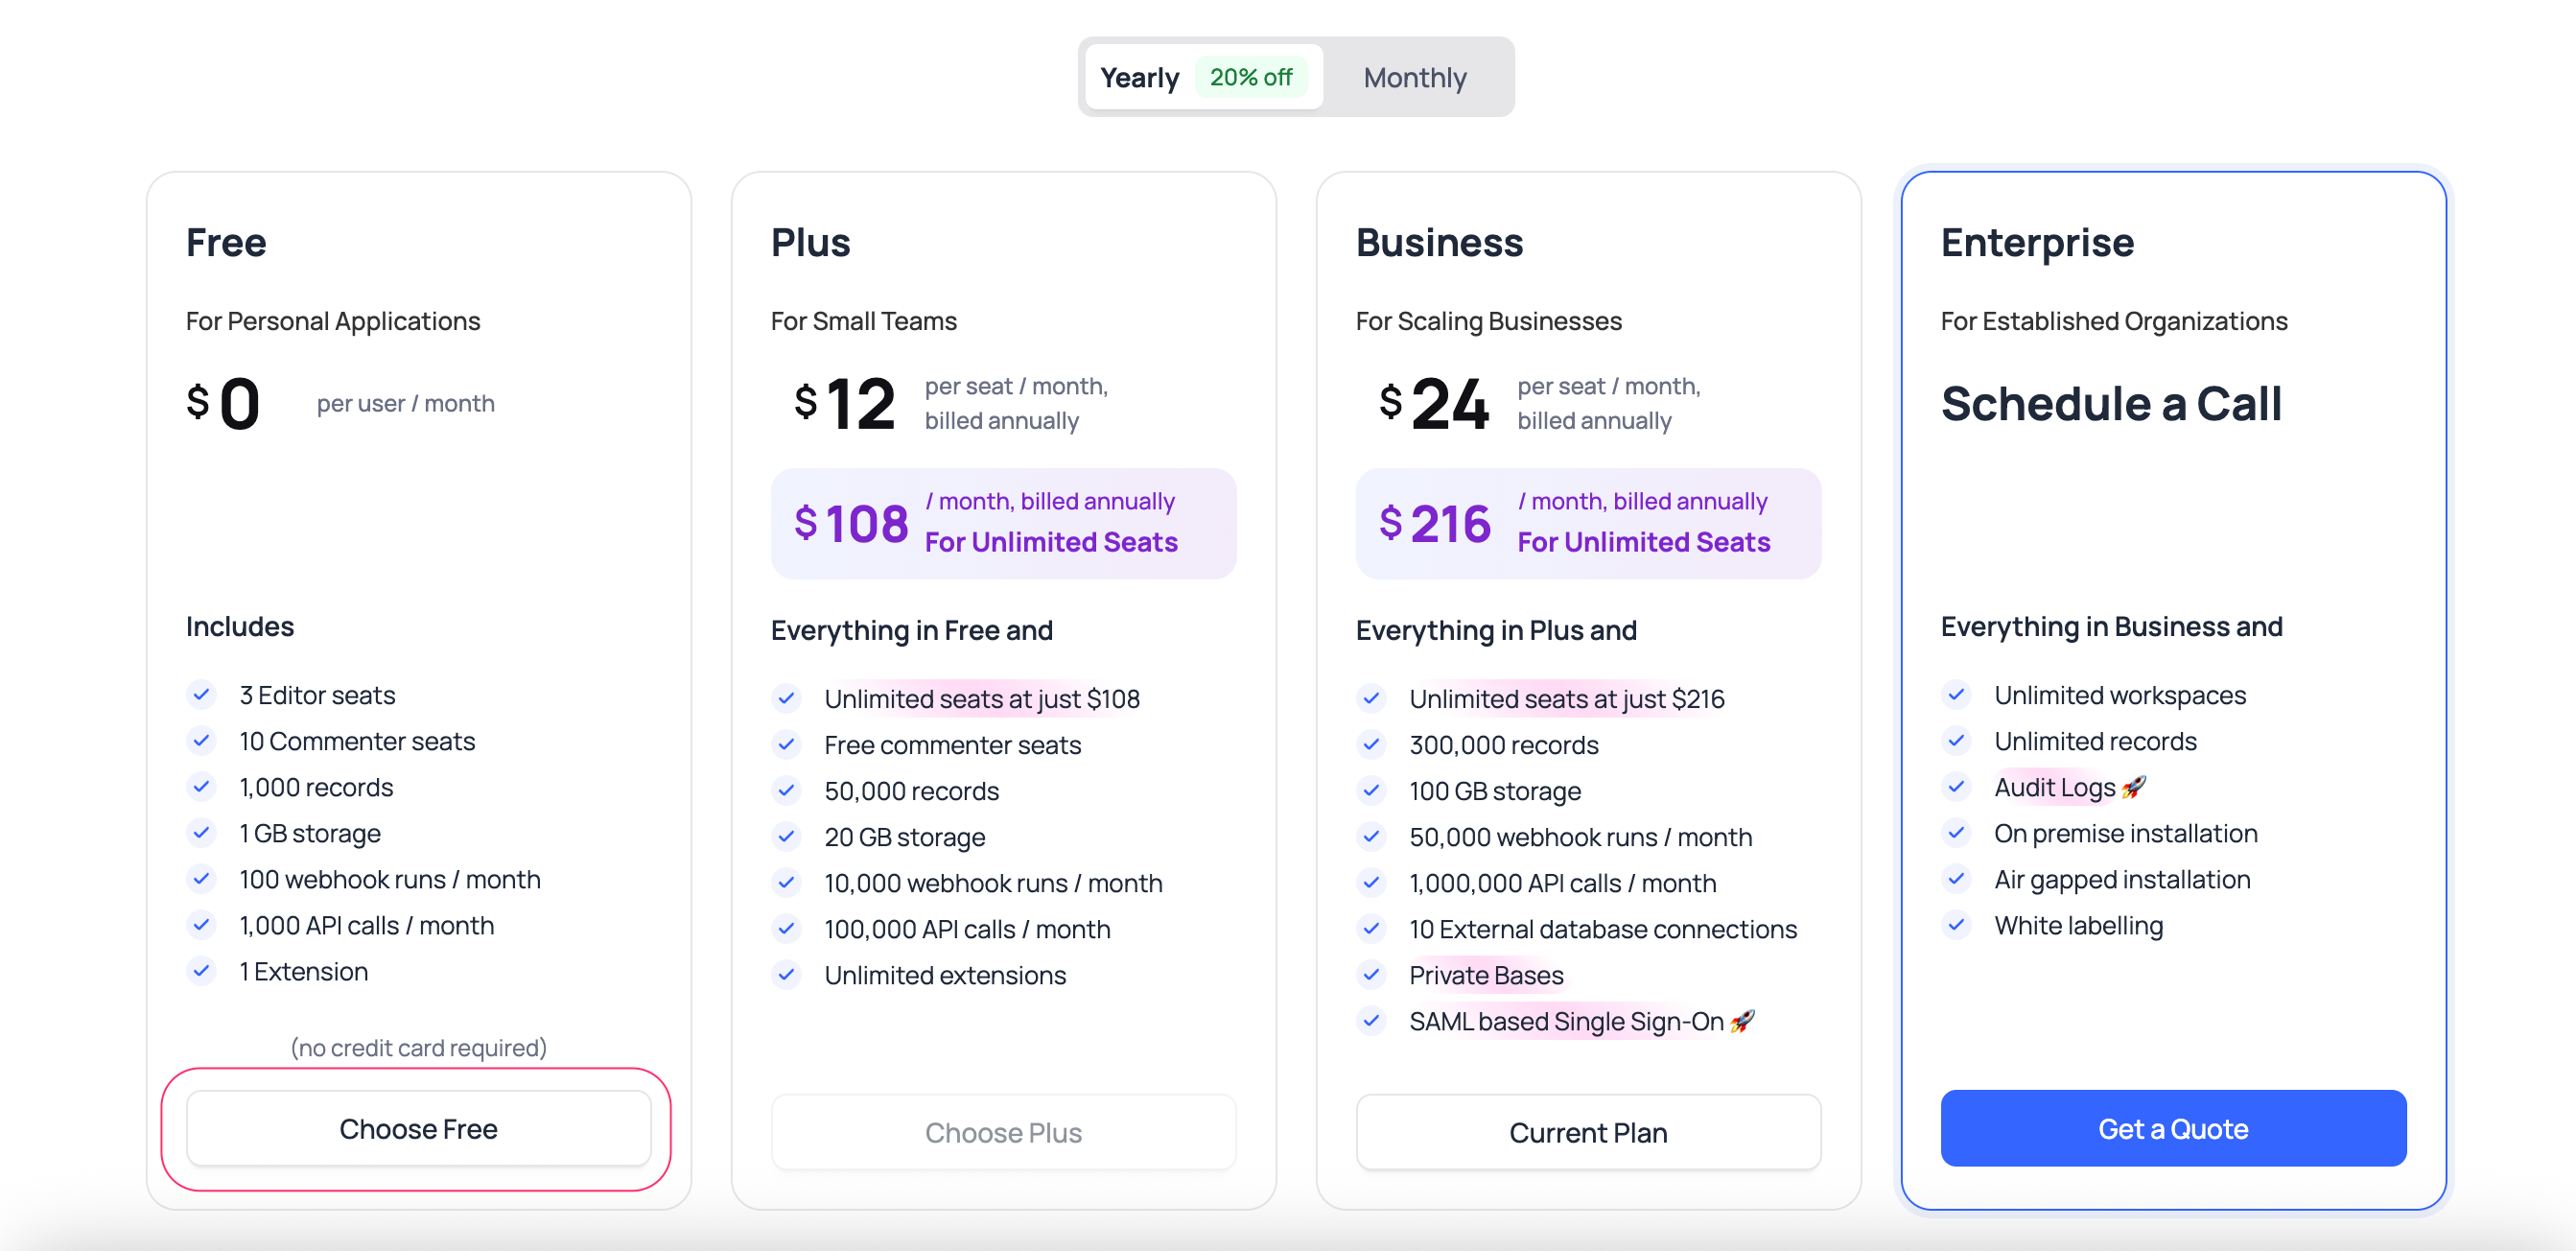 Yearly 20% off Monthly
Free
For Personal Applications
$ 0 per user / month
Includes
3 Editor seats
10 Commenter seats
1,000 records
1 GB storage
100 webhook runs / month
1,000 API calls / month
1 Extension
(no credit card required)
Choose Free
Plus
For Small Teams
$ 12 per seat / month,
billed annually
$ 108 / month, billed annually
For Unlimited Seats
Everything in Free and
Unlimited seats at just $108
Free commenter seats
50,000 records
20 GB storage
10,000 webhook runs / month
100,000 API calls / month
Unlimited extensions
Choose Plus
Business
For Scaling Businesses
$ 24 per seat / month,
billed annually
$ 216 / month, billed annually
For Unlimited Seats
Everything in Plus and
Unlimited seats at just $216
300,000 records
100 GB storage
50,000 webhook runs / month
1,000,000 API calls / month
10 External database connections
Private Bases
SAML based Single Sign-On 🚀
Current Plan
Enterprise
For Established Organizations
Schedule a Call
Everything in Business and
Unlimited workspaces
Unlimited records
Audit Logs 🚀
On premise installation
Air gapped installation
White labelling
Get a Quote